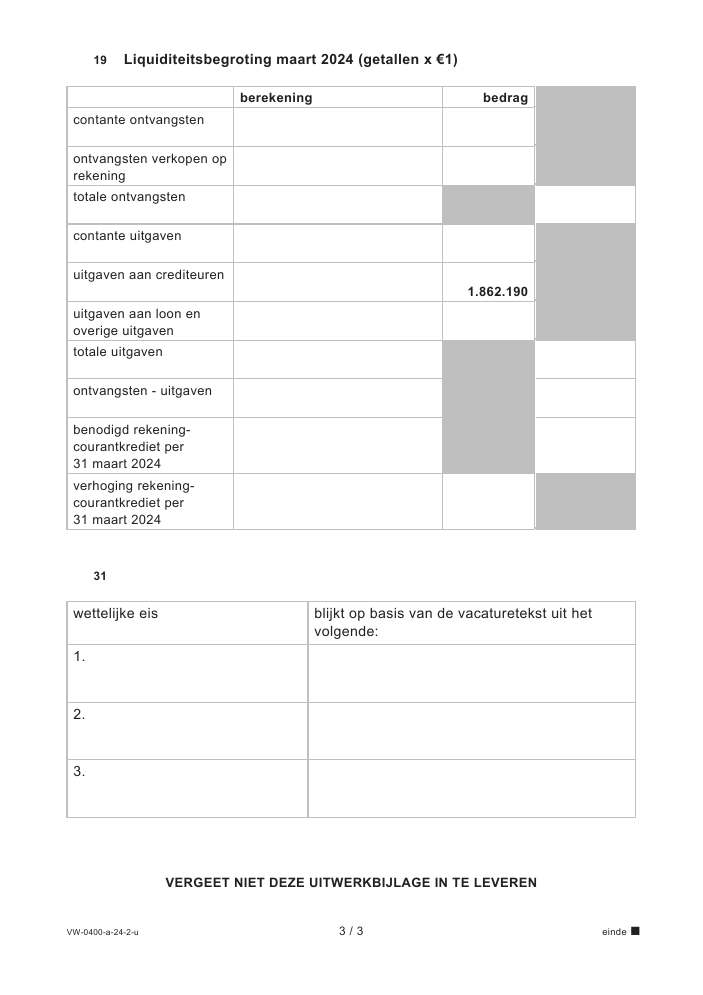 19 Liquiditeitsbegroting maart 2024 (getallen x €1)
berekening bedrag
contante ontvangsten
ontvangsten verkopen op
rekening
totale ontvangsten
contante uitgaven
uitgaven aan crediteuren
1.862.190
uitgaven aan loon en
overige uitgaven
totale uitgaven
ontvangsten - uitgaven
benodigd rekening-
courantkrediet per
31 maart 2024
verhoging rekening-
courantkrediet per
31 maart 2024
31
wettelijke eis
blijkt op basis van de vacaturetekst uit het
volgende:
1.
2.
3.
VERGEET NIET DEZE UITWERKBIJLAGE IN TE LEVEREN
VW-0400-a-24-2-u 3 / 3 einde ■